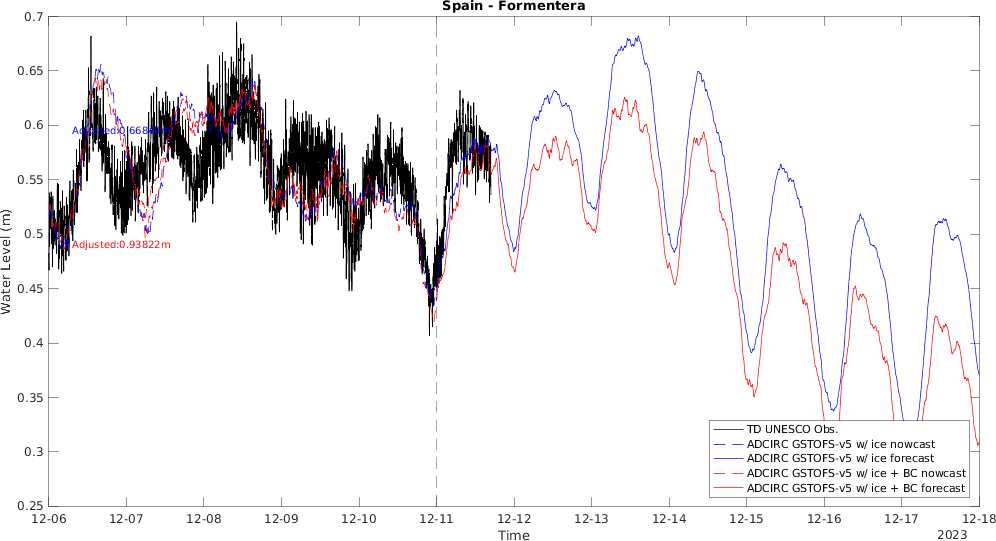 Spain - Formentera
0.7
0.65
0.6
0.55
0.5
0.45
0.4
0.35
0.3
0.25
Water Level (m)
Adjusted:0.93822m
TD UNESCO Obs.
ADCIRC GSTOFS-v5 w/ ice nowcast
ADCIRC GSTOFS-v5 w/ ice forecast
ADCIRC GSTOFS-v5 w/ ice + BC nowcast
ADCIRC GSTOFS-v5 w/ ice + BC forecast
12-06 12-07 12-08 12-09 12-10 12-11 12-12 12-13 12-14 12-15 12-16 12-17 12-18
Time
2023